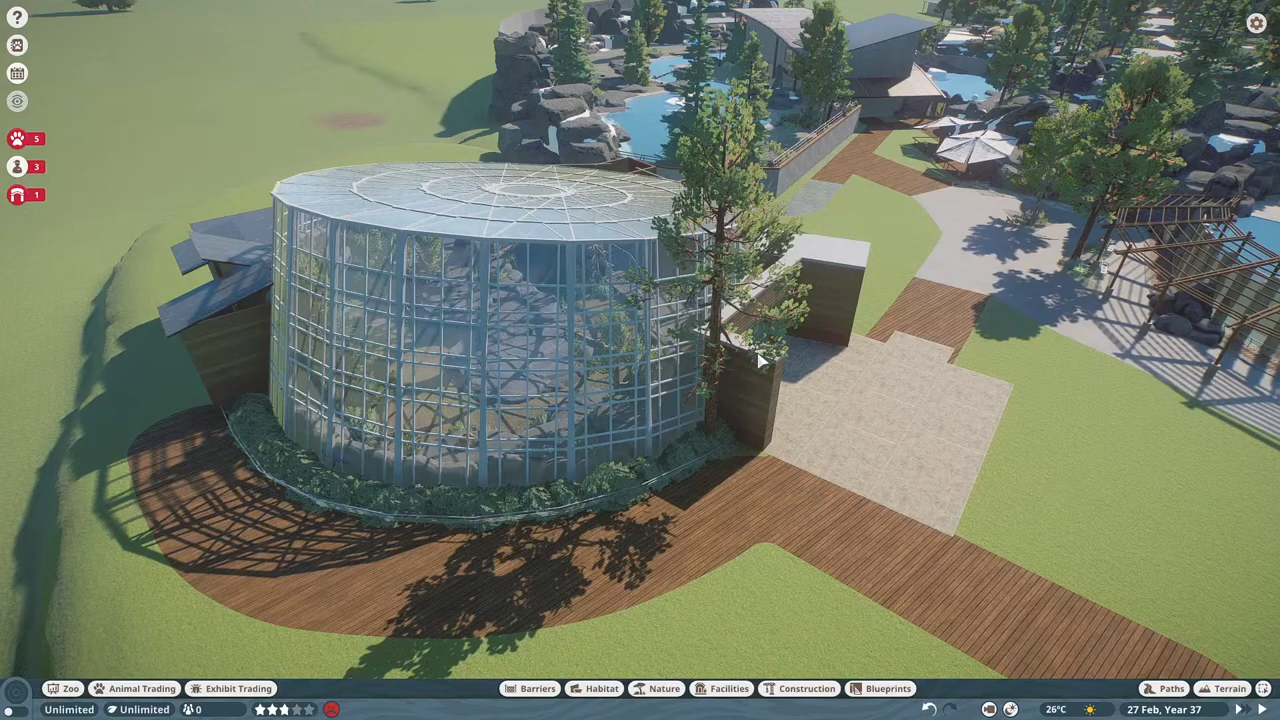 ?
5
3
1
Zoo
Animal Trading
Exhibit Trading
Barriers
Habitat
Nature
Facilities
Construction
Blueprints
Paths
Terrain
Unlimited
Unlimited
0
26°C
27 Feb, Year 37